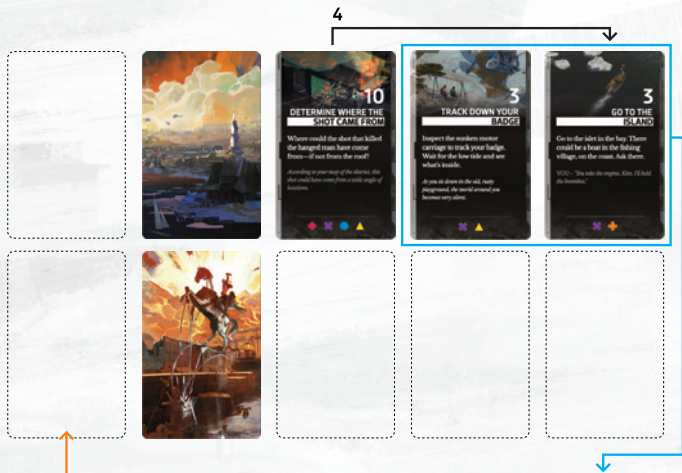 4
10
DETERMINE WHERE THE
SHOT CAME FROM
Where could the shot that killed
the hanged man have come
from—if not from the roof?
According to your map of the district, this
shot could have come from a wide range of
locations.
3
TRACK DOWN YOUR
BADGE
Inspect the sunken motor
carriage to track your badge.
Wait for the low tide and see
what's inside.
As you sit down in the old, rusty
playground, the world around you
becomes very silent.
3
GO TO THE
ISLAND
Go to the islet in the bay. There
could be a boat in the fishing
village, on the coast. Ask there.
YOU – "You take the engine, Kim. I'll hold
the boombox."